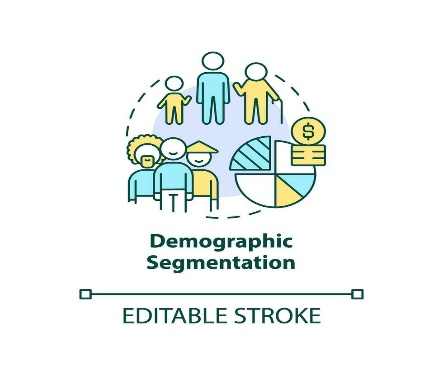 $
Demographic
Segmentation
EDITABLE STROKE